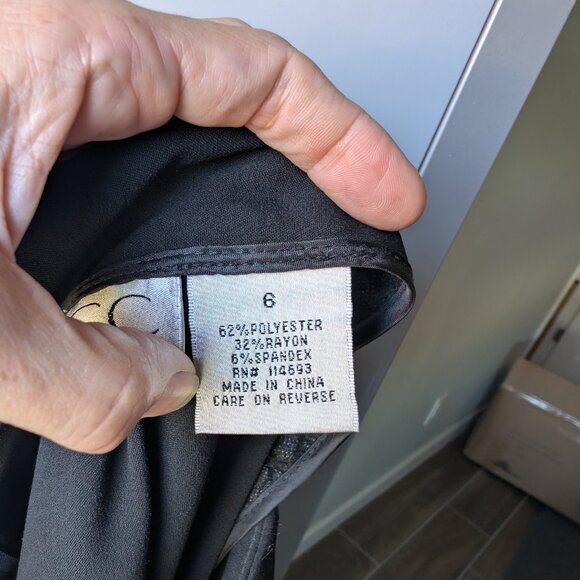 6
62%POLYESTER
32%RAYON
6%SPANDEX
RN# 114693
MADE IN CHINA
CARE ON REVERSE